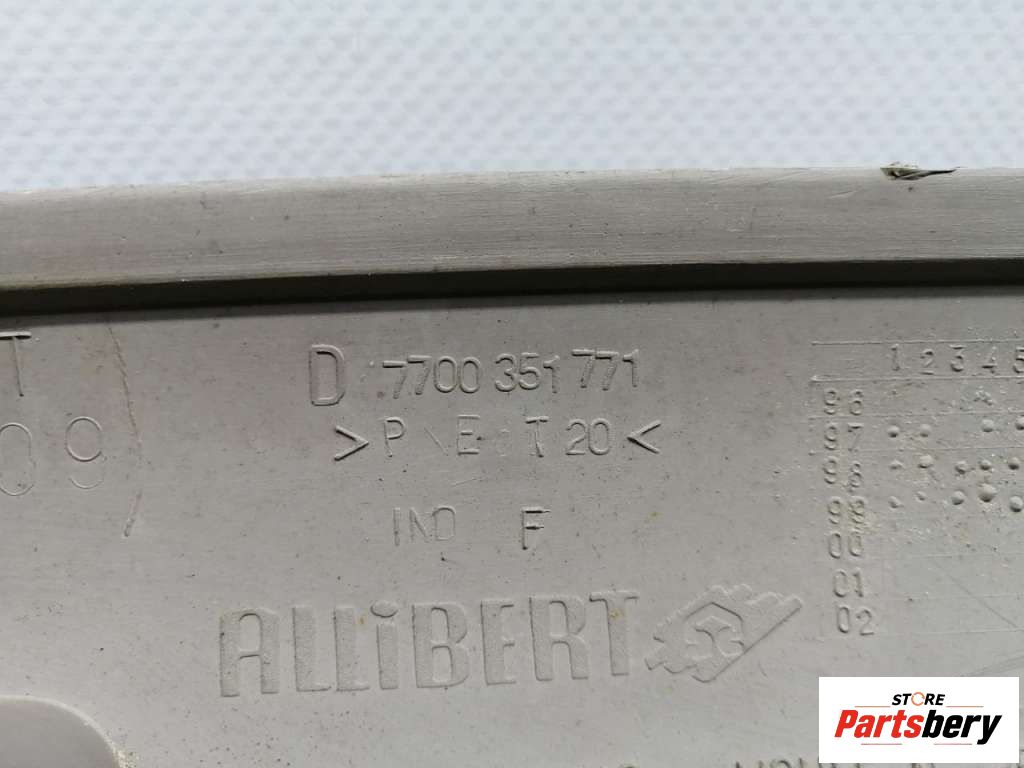 T
09
D 7700 351 771
>P E T 20<
IND F
ALLiBERT
1 2 3 4 5
96
97
98
99
00
01
02
STORE
Partsbery